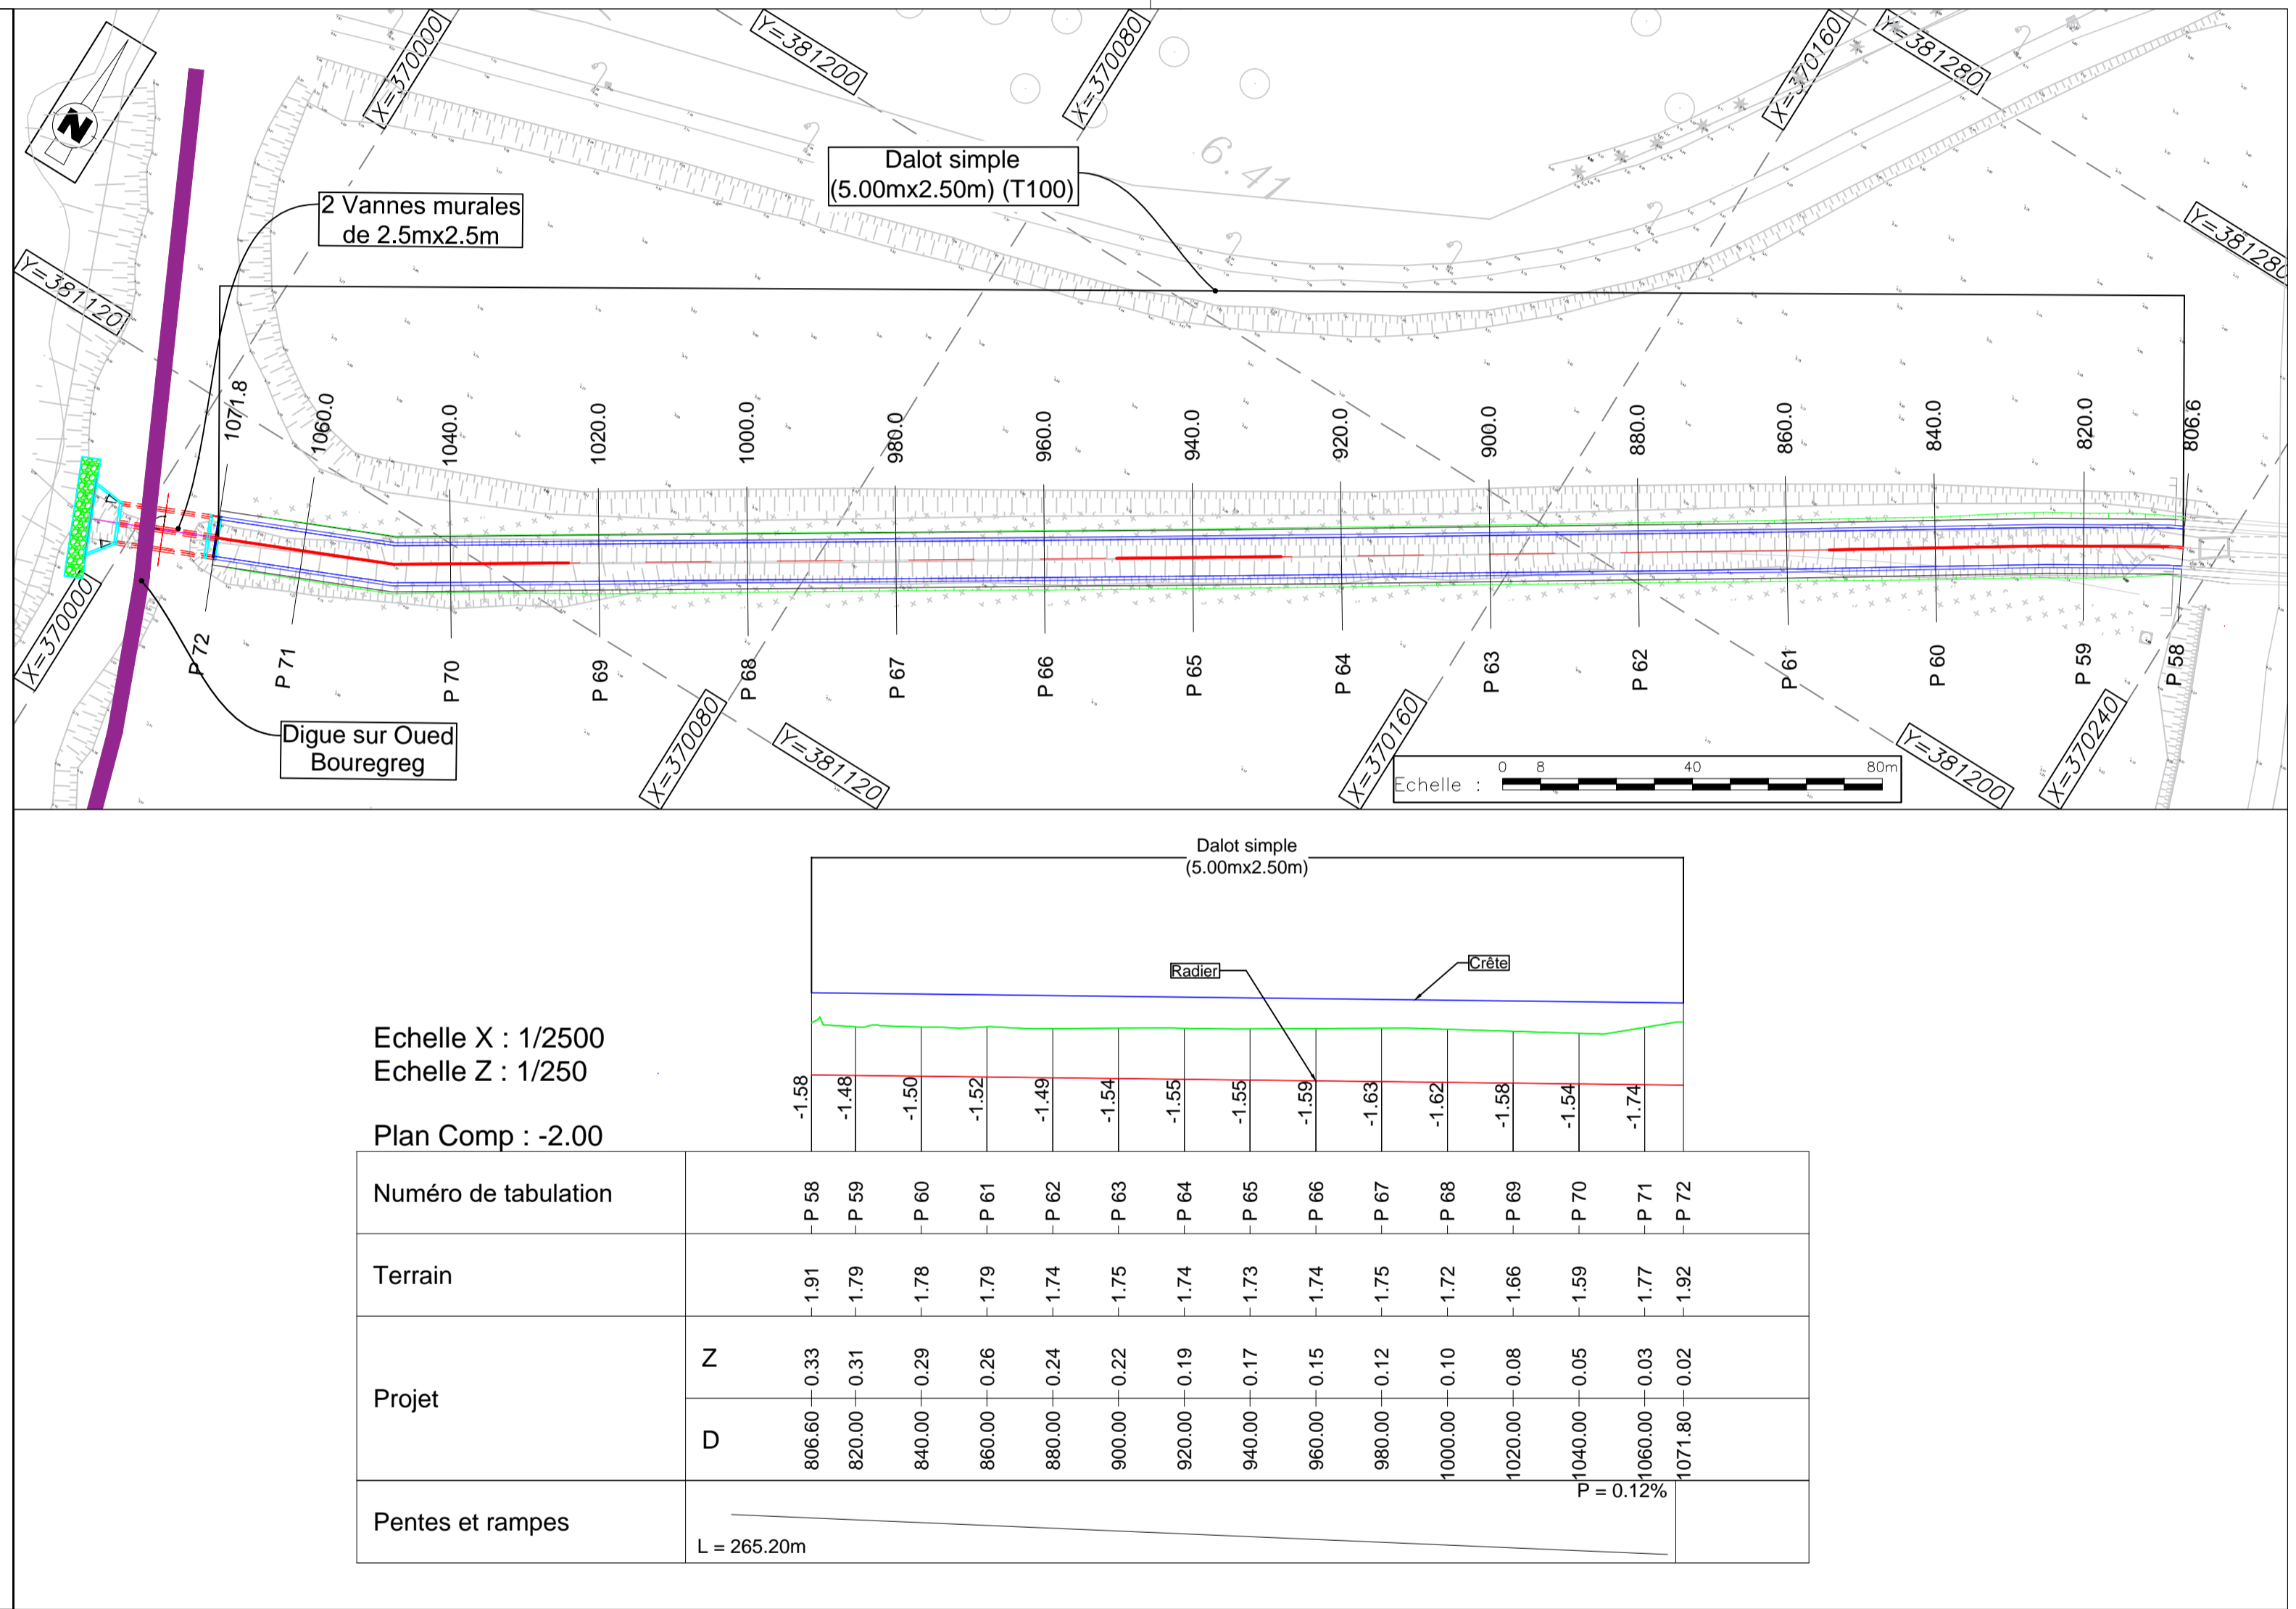 X=370000
Y=381200
X=370080
X=370160
Y=381280
N
Dalot simple
(5.00mx2.50m) (T100)
6.41
2 Vannes murales
de 2.5mx2.5m
Y=381280
Y=381120
1071.8
1060.0
1040.0
1020.0
1000.0
980.0
960.0
940.0
920.0
900.0
880.0
860.0
840.0
820.0
806.6
X=370000
P 72
P 71
P 70
P 69
P 68
P 67
P 66
P 65
P 64
P 63
P 62
P 61
P 60
P 59
P 58
Digue sur Oued
Bouregreg
X=370080
Y=381120
X=370160
Y=381200
X=370240
Echelle :
0 8 40 80m
Dalot simple
(5.00mx2.50m)
Radier
Crête
Echelle X : 1/2500
Echelle Z : 1/250
Plan Comp : -2.00
-1.58 -1.48 -1.50 -1.52 -1.49 -1.54 -1.55 -1.55 -1.59 -1.63 -1.62 -1.58 -1.54 -1.74
Numéro de tabulation
P 58 P 59 P 60 P 61 P 62 P 63 P 64 P 65 P 66 P 67 P 68 P 69 P 70 P 71 P 72
Terrain
1.91 1.79 1.78 1.79 1.74 1.75 1.74 1.73 1.74 1.75 1.72 1.66 1.59 1.77 1.92
Projet
Z
0.33 0.31 0.29 0.26 0.24 0.22 0.19 0.17 0.15 0.12 0.10 0.08 0.05 0.03 0.02
D
806.60 820.00 840.00 860.00 880.00 900.00 920.00 940.00 960.00 980.00 1000.00 1020.00 1040.00 1060.00 1071.80
Pentes et rampes
P = 0.12%
L = 265.20m